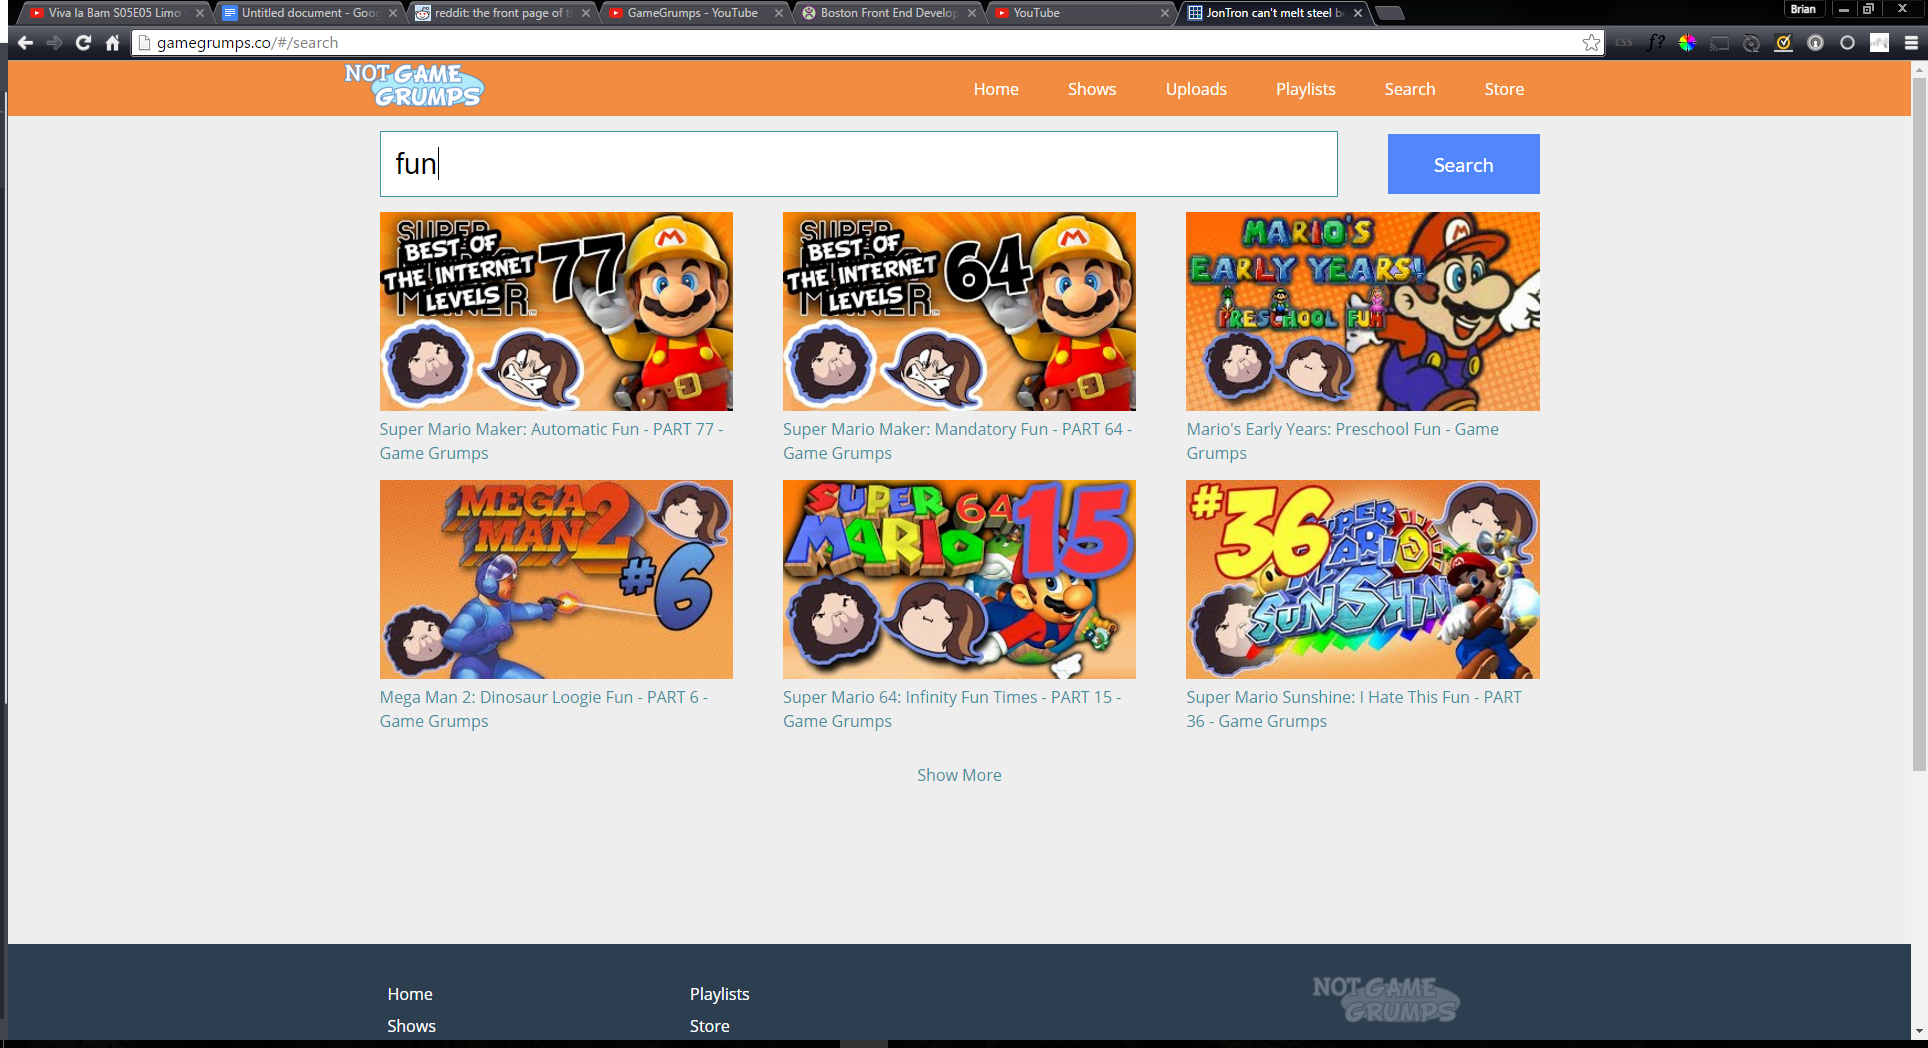 Viva la Bam S05E05 Limo
Untitled document - Goo
reddit: the front page of t
GameGrumps - YouTube
Boston Front End Develop
YouTube
JonTron can't melt steel be
Brian
gamegrumps.co/#/search
CSS
f?
NOT GAME
GRUMPS
Home
Shows
Uploads
Playlists
Search
Store
fun
Search
SUPER
BEST OF
THE INTERNET
LEVELS
77
M
SUPER
BEST OF
THE INTERNET
LEVELS
64
M
MARIO'S
EARLY YEARS!
PRESCHOOL FUN
M
Super Mario Maker: Automatic Fun - PART 77 -
Game Grumps
Super Mario Maker: Mandatory Fun - PART 64 -
Game Grumps
Mario's Early Years: Preschool Fun - Game
Grumps
MEGA
MAN 2
#6
SUPER
MARIO 64
15
#36
SUPER
MARIO
SUNSHINE
Mega Man 2: Dinosaur Loogie Fun - PART 6 -
Game Grumps
Super Mario 64: Infinity Fun Times - PART 15 -
Game Grumps
Super Mario Sunshine: I Hate This Fun - PART
36 - Game Grumps
Show More
Home
Shows
Playlists
Store
NOT GAME
GRUMPS